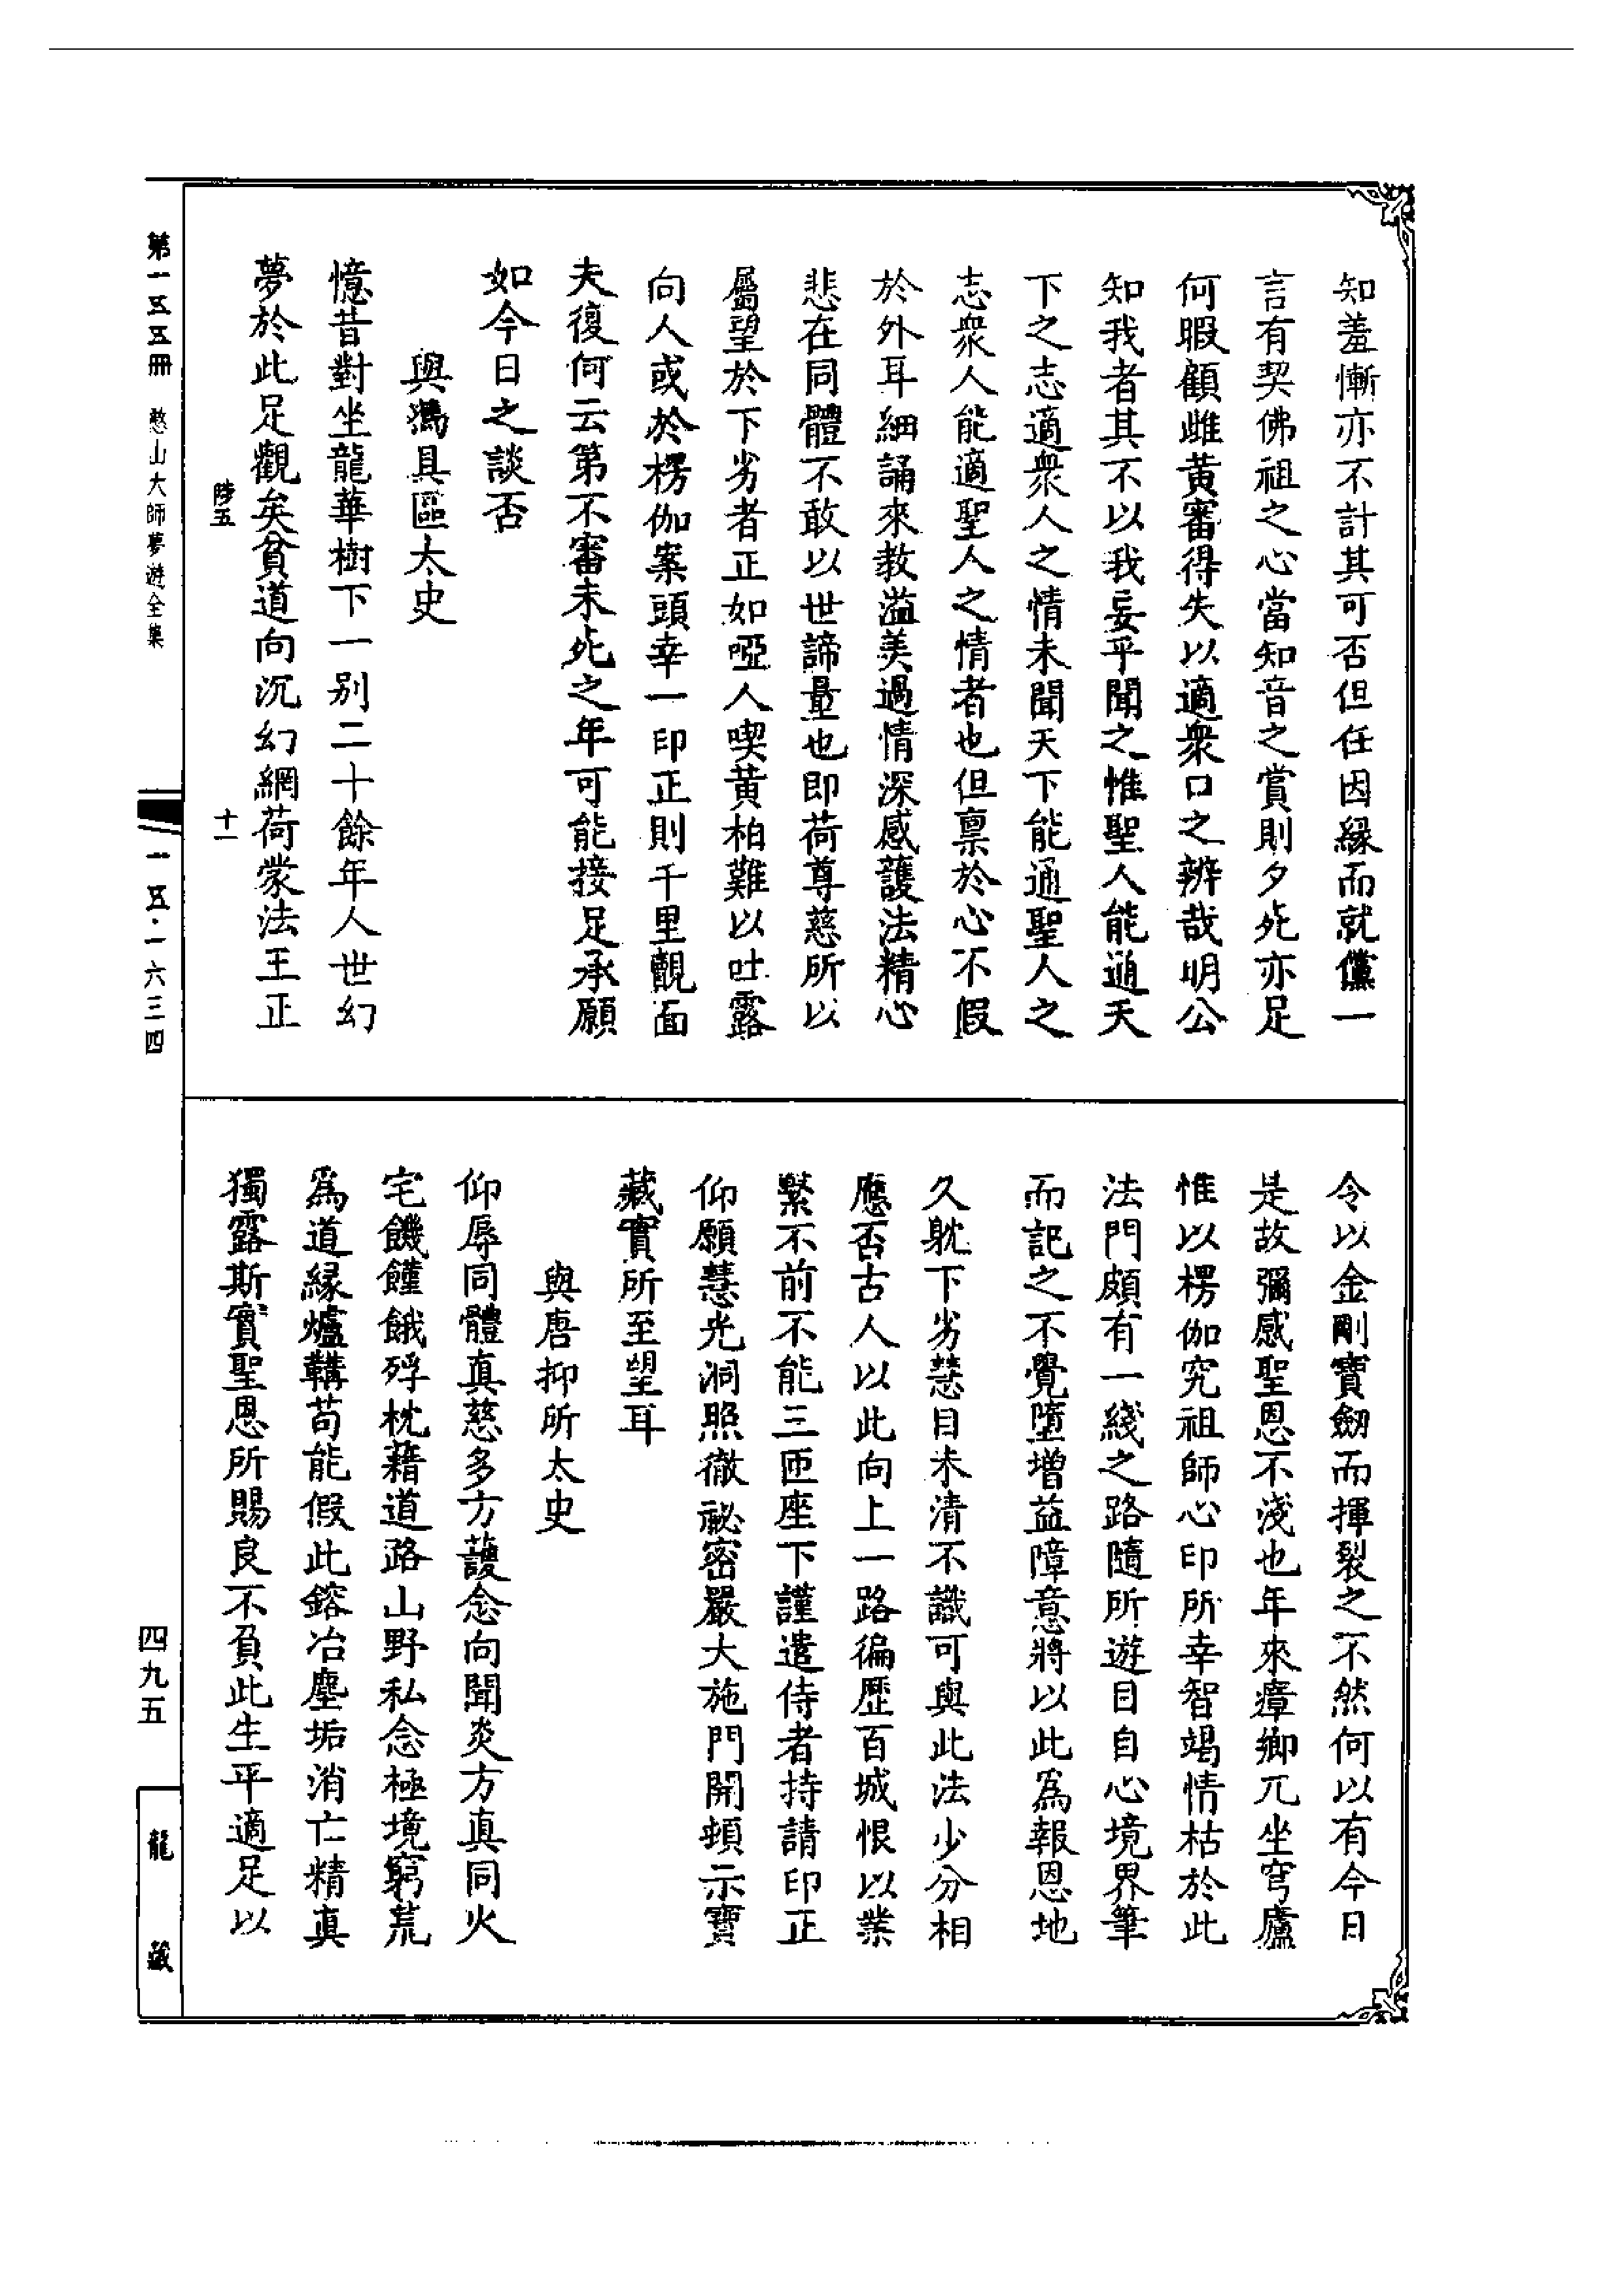 知羞慚亦不計其可否但任因緣而就儻一
言有契佛祖之心當知音之賞則夕死亦足
何暇顧雌黃審得失以適衆口之辨哉明公
知我者其不以我妄乎聞之惟聖人能通天
下之志適衆人之情未聞天下能通聖人之
志衆人能適聖人之情者也但禀於心不假
於外耳細誦來教溢美過情深感護法精心
悲在同體不敢以世諦量也即荷尊慈所以
屬望於下劣者正如啞人喫黃柏難以吐露
向人或於楞伽案頭幸一印正則千里覿面
夫復何云第不審未死之年可能接足承願
如今日之談否
與馮具區太史
憶昔對坐龍華樹下一別二十餘年人世幻
夢於此足觀矣貧道向沉幻網荷蒙法王正
陸五
十一
令以金剛寶劒而揮裂之不然何以有今日
是故彌感聖恩不淺也年來瘴鄉兀坐穹廬
惟以楞伽究祖師心印所幸智竭情枯於此
法門頗有一綫之路隨所遊目自心境界筆
而記之不覺墮增益障意將以此爲報恩地
久躭下劣慧目未清不識可與此法少分相
應否古人以此向上一路徧歷百城恨以業
繫不前不能三匝座下謹遣侍者持請印正
仰願慧光洞照徹祕密嚴大施門開頓示寶
藏實所至望耳
與唐抑所太史
仰辱同體真慈多方護念向聞炎方真同火
宅饑饉餓殍枕藉道路山野私念極境窮荒
爲道緣爐鞲苟能假此鎔冶塵垢消亡精真
獨露斯實聖恩所賜良不負此生平適足以
第一五五冊 憨山大師夢遊全集
一五·一六三四
四九五
龍藏